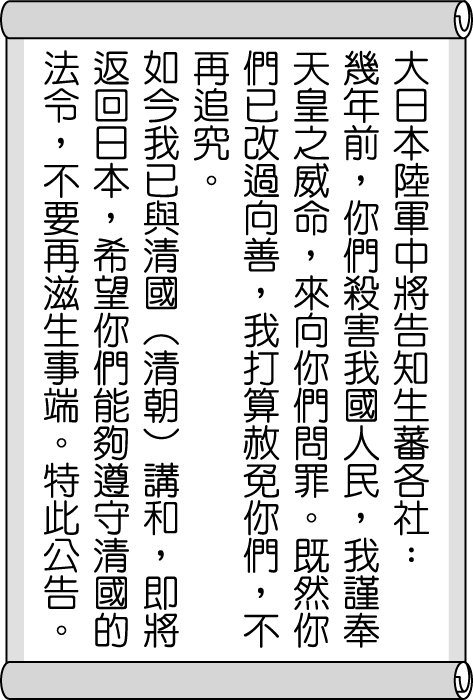 大日本陸軍中將告知生蕃各社：
幾年前，你們殺害我國人民，我謹奉
天皇之威命，來向你們問罪。既然你
們已改過向善，我打算赦免你們，不
再追究。
如今我已與清國（清朝）講和，即將
返回日本，希望你們能夠遵守清國的
法令，不要再滋生事端。特此公告。